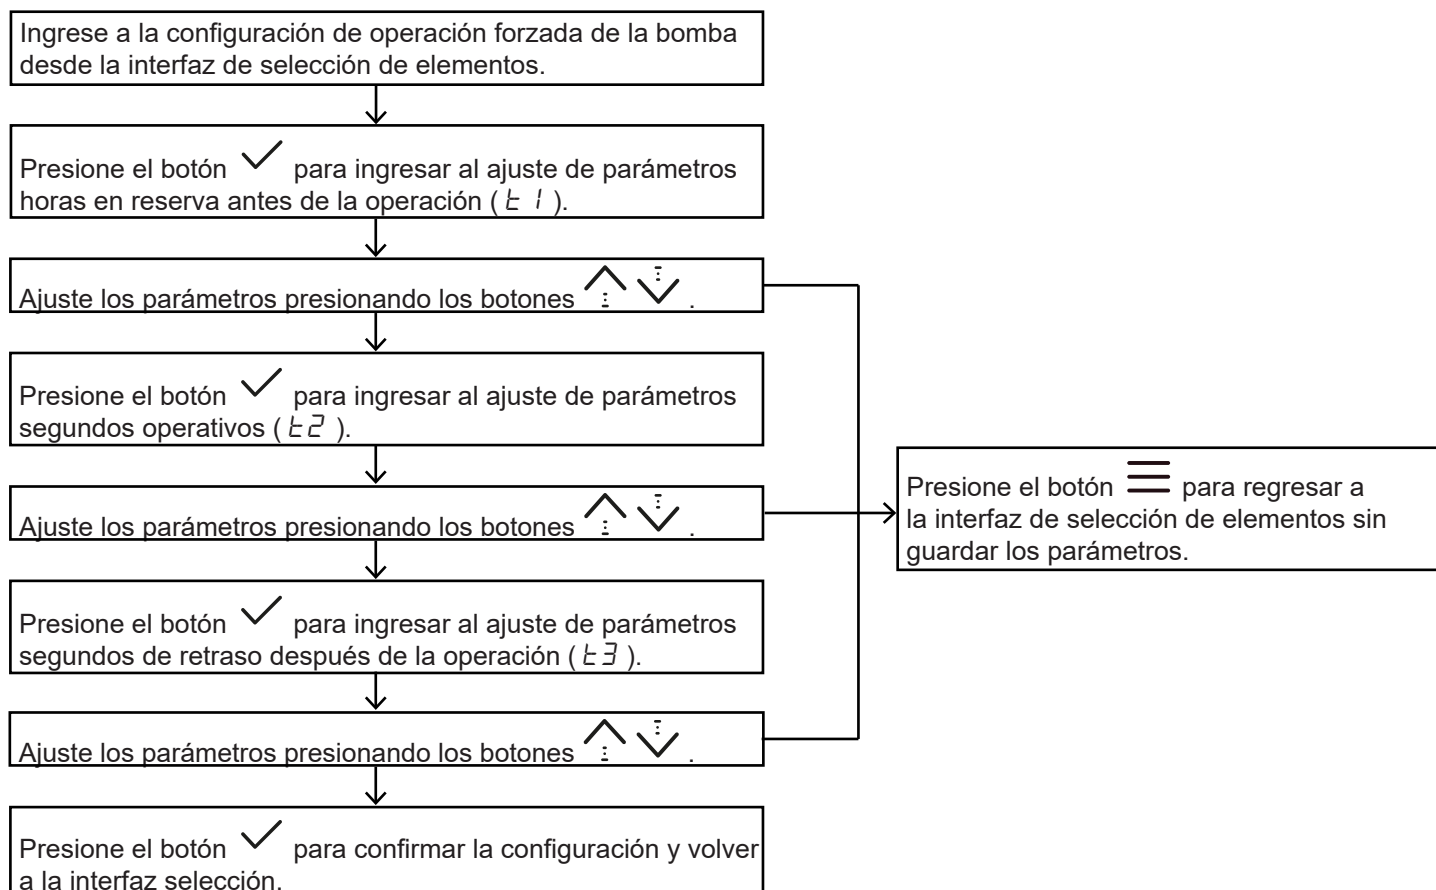 Ingrese a la configuración de operación forzada de la bomba
desde la interfaz de selección de elementos.
Presione el botón para ingresar al ajuste de parámetros
horas en reserva antes de la operación ( t 1 ).
Ajuste los parámetros presionando los botones .
Presione el botón para ingresar al ajuste de parámetros
segundos operativos ( t2 ).
Ajuste los parámetros presionando los botones .
Presione el botón para ingresar al ajuste de parámetros
segundos de retraso después de la operación ( t3 ).
Ajuste los parámetros presionando los botones .
Presione el botón para confirmar la configuración y volver
a la interfaz selección.
Presione el botón para regresar a
la interfaz de selección de elementos sin
guardar los parámetros.